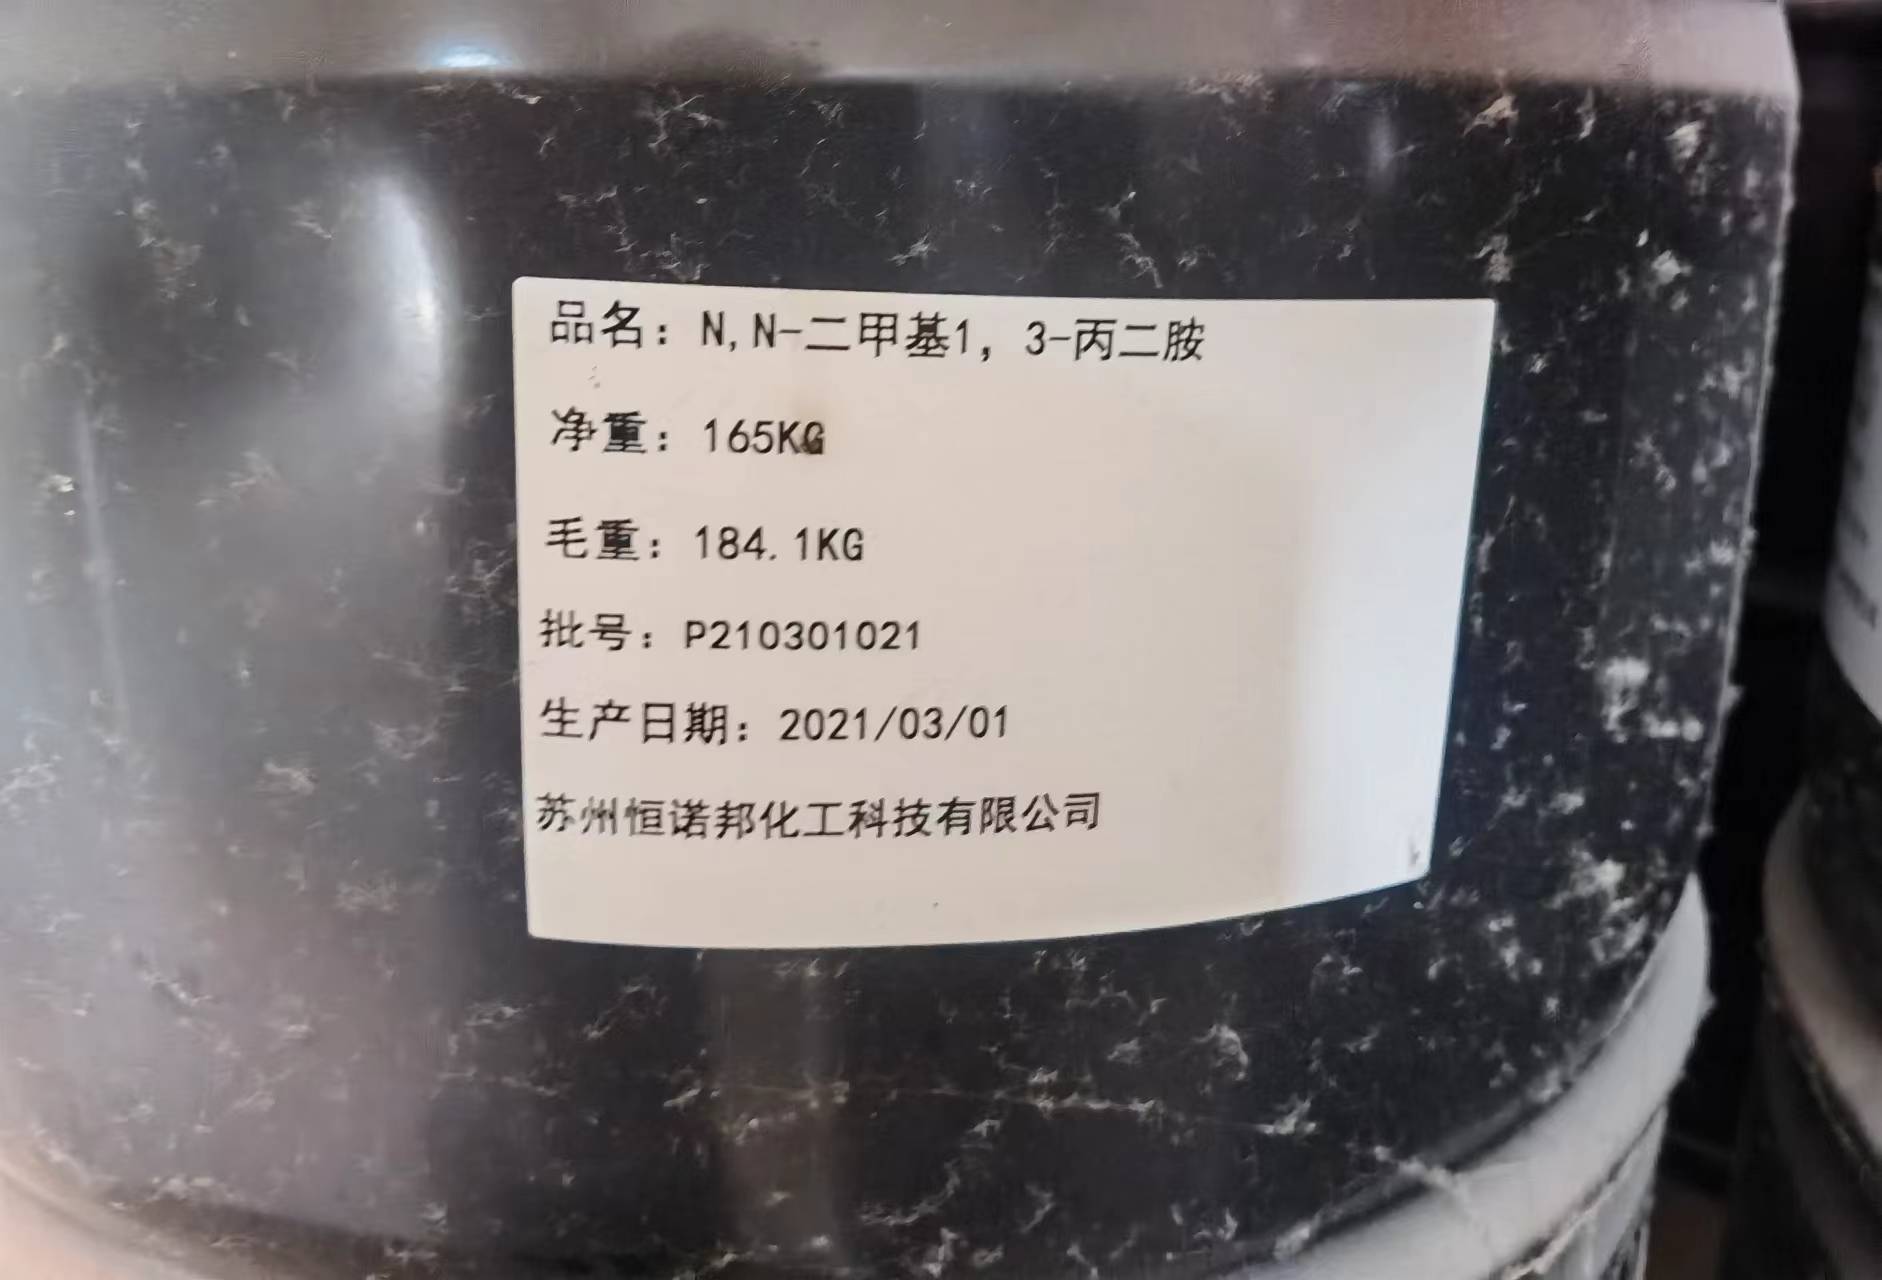 品名：N,N-二甲基1，3-丙二胺
净重：165KG
毛重：184.1KG
批号：P210301021
生产日期：2021/03/01
苏州恒诺邦化工科技有限公司